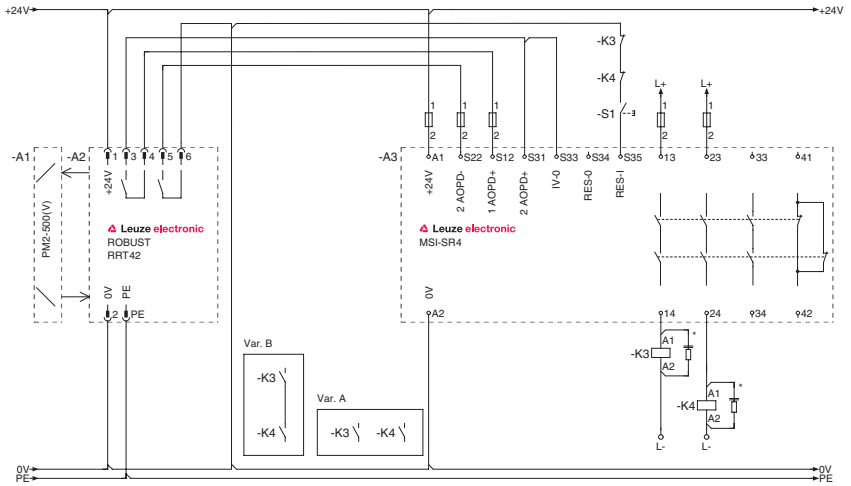 +24V +24V
-K3
-K4
L+ L+
-S1
1 1 1 1 1
2 2 2 2 2
-A1 -A2 1 3 4 5 6 -A3 A1 S22 S12 S31 S33 S34 S35 13 23 33 41
+24V
+24V
2 AOPD-
1 AOPD+
2 AOPD+
IV-0
RES-0
RES-I
PM2-500(V)
Leuze electronic
ROBUST
RRT42
Leuze electronic
MSI-SR4
0V
PE
0V
2 PE A2 14 24 34 42
Var. B
-K3
-K4
Var. A
-K3 -K4
A1 *
-K3
A2
A1 *
-K4
A2
L- L-
0V 0V
PE PE